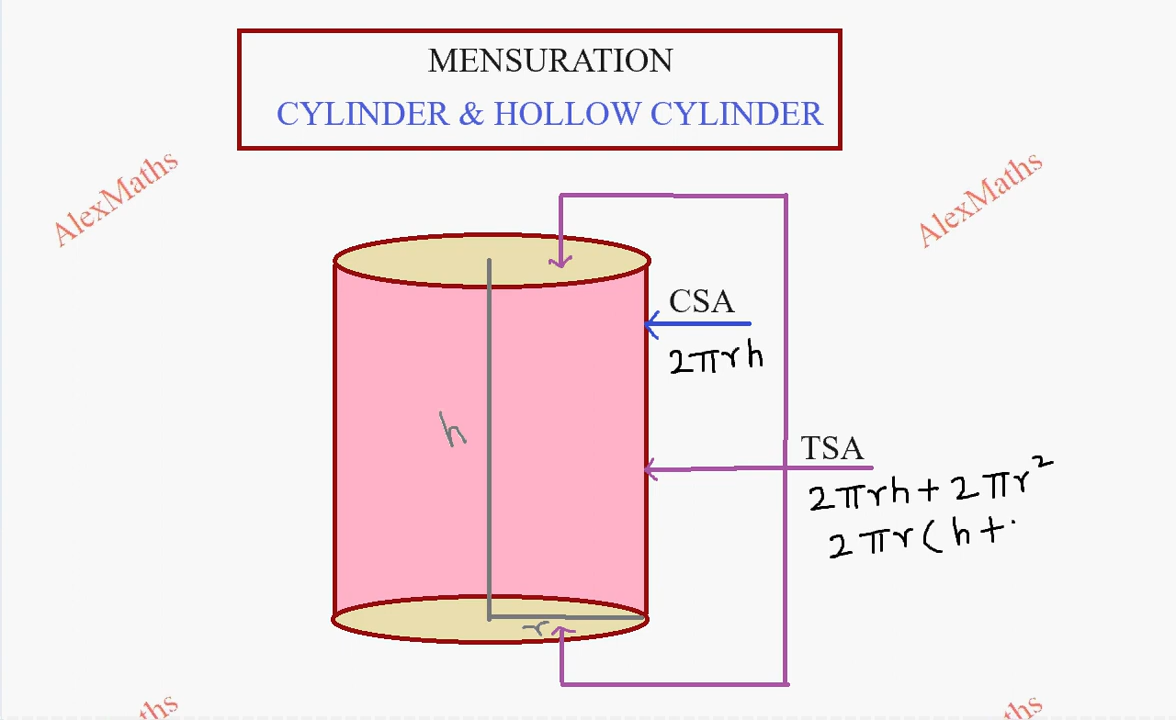 MENSURATION
CYLINDER & HOLLOW CYLINDER
AlexMaths
AlexMaths
CSA
2πrh
h
TSA
2πrh + 2πr²
2πr(h +
r